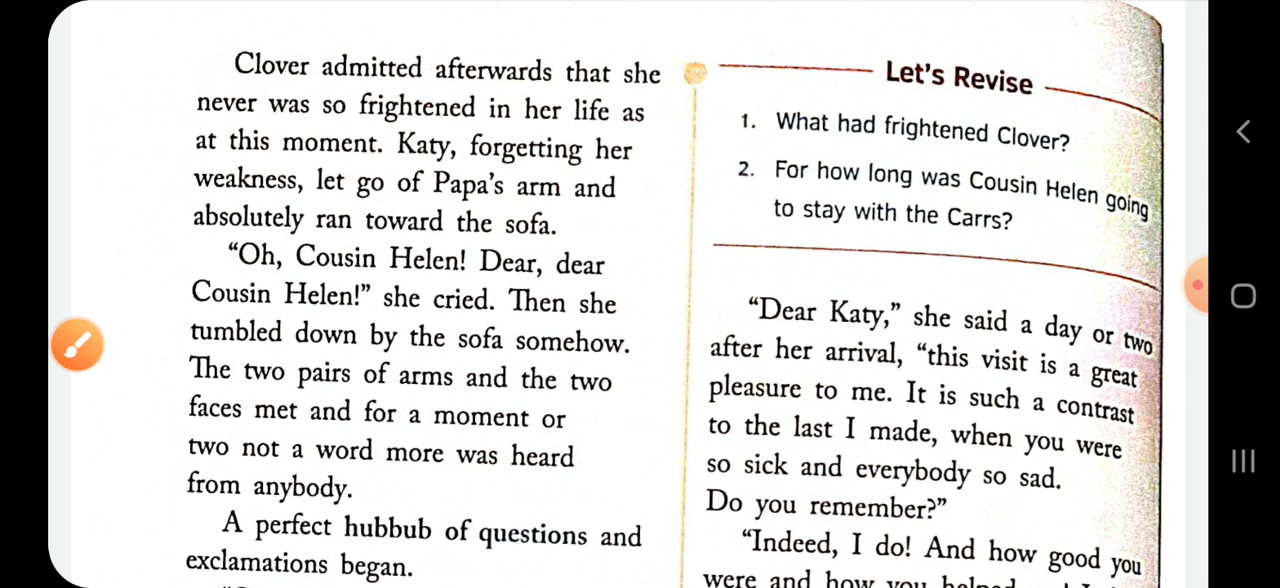 Clover admitted afterwards that she
never was so frightened in her life as
at this moment. Katy, forgetting her
weakness, let go of Papa's arm and
absolutely ran toward the sofa.
"Oh, Cousin Helen! Dear, dear
Cousin Helen!" she cried. Then she
tumbled down by the sofa somehow.
The two pairs of arms and the two
faces met and for a moment or
two not a word more was heard
from anybody.
A perfect hubbub of questions and
exclamations began.
Let's Revise
1. What had frightened Clover?
2. For how long was Cousin Helen going
to stay with the Carrs?
"Dear Katy," she said a day or two
after her arrival, "this visit is a great
pleasure to me. It is such a contrast
to the last I made, when you were
so sick and everybody so sad.
Do you remember?"
"Indeed, I do! And how good you
were and how you helped